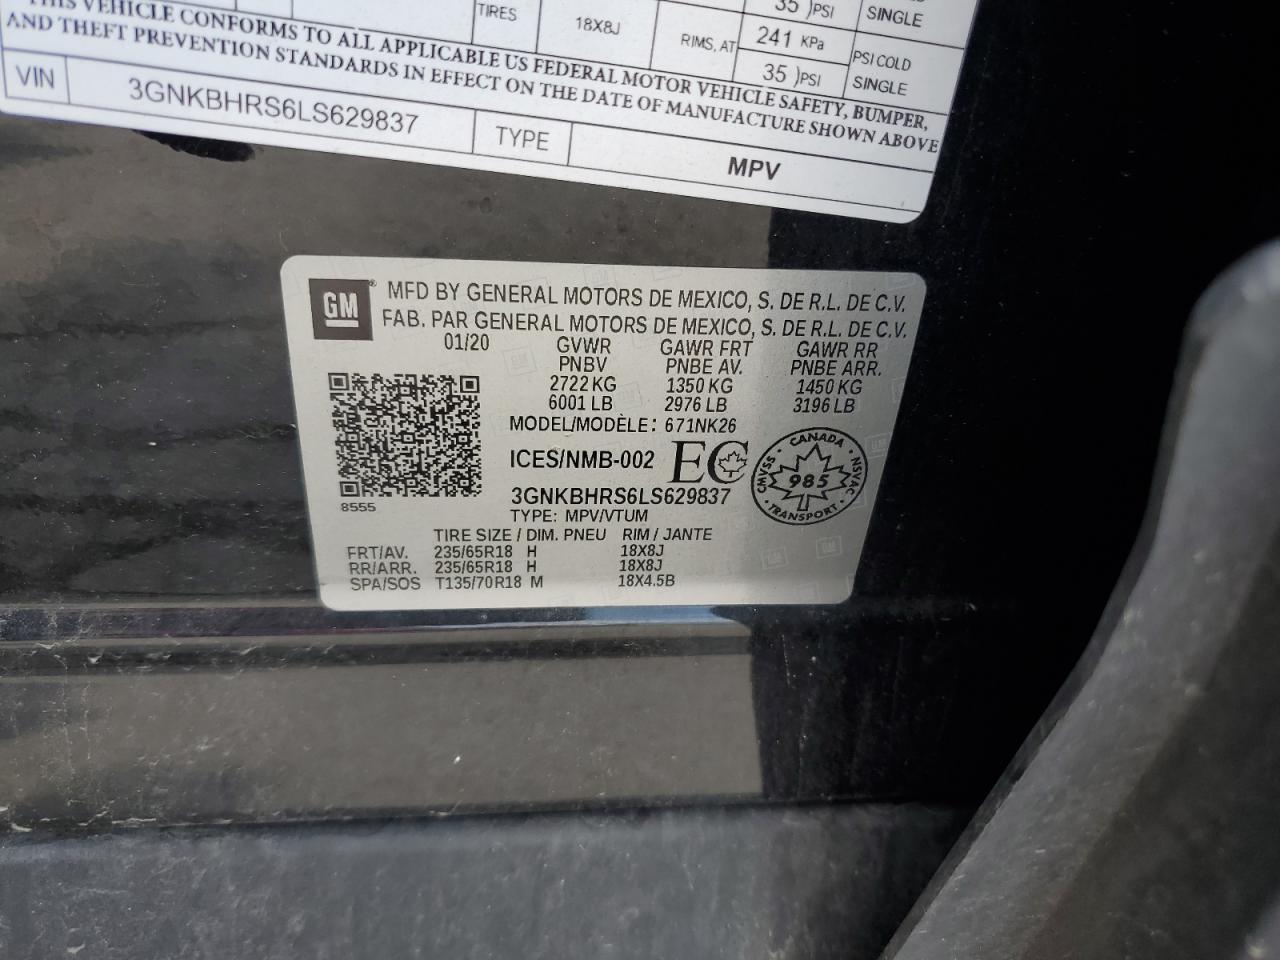 35 )PSI SINGLE
TIRES 18X8J RIMS, AT 241 KPa PSI COLD
35 )PSI SINGLE
THIS VEHICLE CONFORMS TO ALL APPLICABLE US FEDERAL MOTOR VEHICLE SAFETY, BUMPER,
AND THEFT PREVENTION STANDARDS IN EFFECT ON THE DATE OF MANUFACTURE SHOWN ABOVE
VIN 3GNKBHRS6LS629837 TYPE MPV
GM® MFD BY GENERAL MOTORS DE MEXICO, S. DE R.L. DE C.V.
FAB. PAR GENERAL MOTORS DE MEXICO, S. DE R.L. DE C.V.
01/20 GVWR GAWR FRT GAWR RR
PNBV PNBE AV. PNBE ARR.
2722 KG 1350 KG 1450 KG
6001 LB 2976 LB 3196 LB
MODEL/MODÈLE: 671NK26
ICES/NMB-002 EC
CANADA
CMVSS 985 NSVAC
TRANSPORT
3GNKBHRS6LS629837
8555
TYPE: MPV/VTUM
TIRE SIZE / DIM. PNEU RIM / JANTE
FRT/AV. 235/65R18 H 18X8J
RR/ARR. 235/65R18 H 18X8J
SPA/SOS T135/70R18 M 18X4.5B